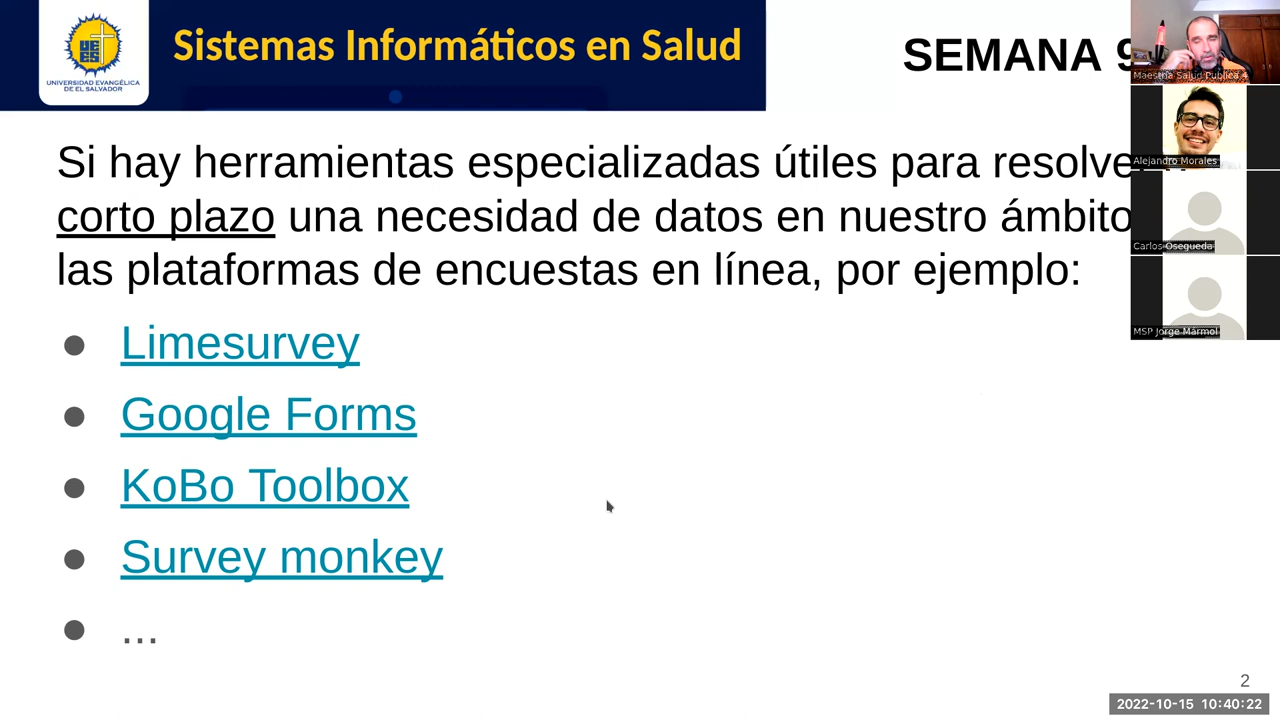 UNIVERSIDAD EVANGÉLICA
DE EL SALVADOR
Sistemas Informáticos en Salud
SEMANA 9
Si hay herramientas especializadas útiles para resolver
corto plazo una necesidad de datos en nuestro ámbito
las plataformas de encuestas en línea, por ejemplo:
● Limesurvey
● Google Forms
● KoBo Toolbox
● Survey monkey
● ...
2
Maestria Salud Publica 4
Alejandro Morales
Carlos Osegueda
MSP Jorge Mármol
2022-10-15 10:40:22